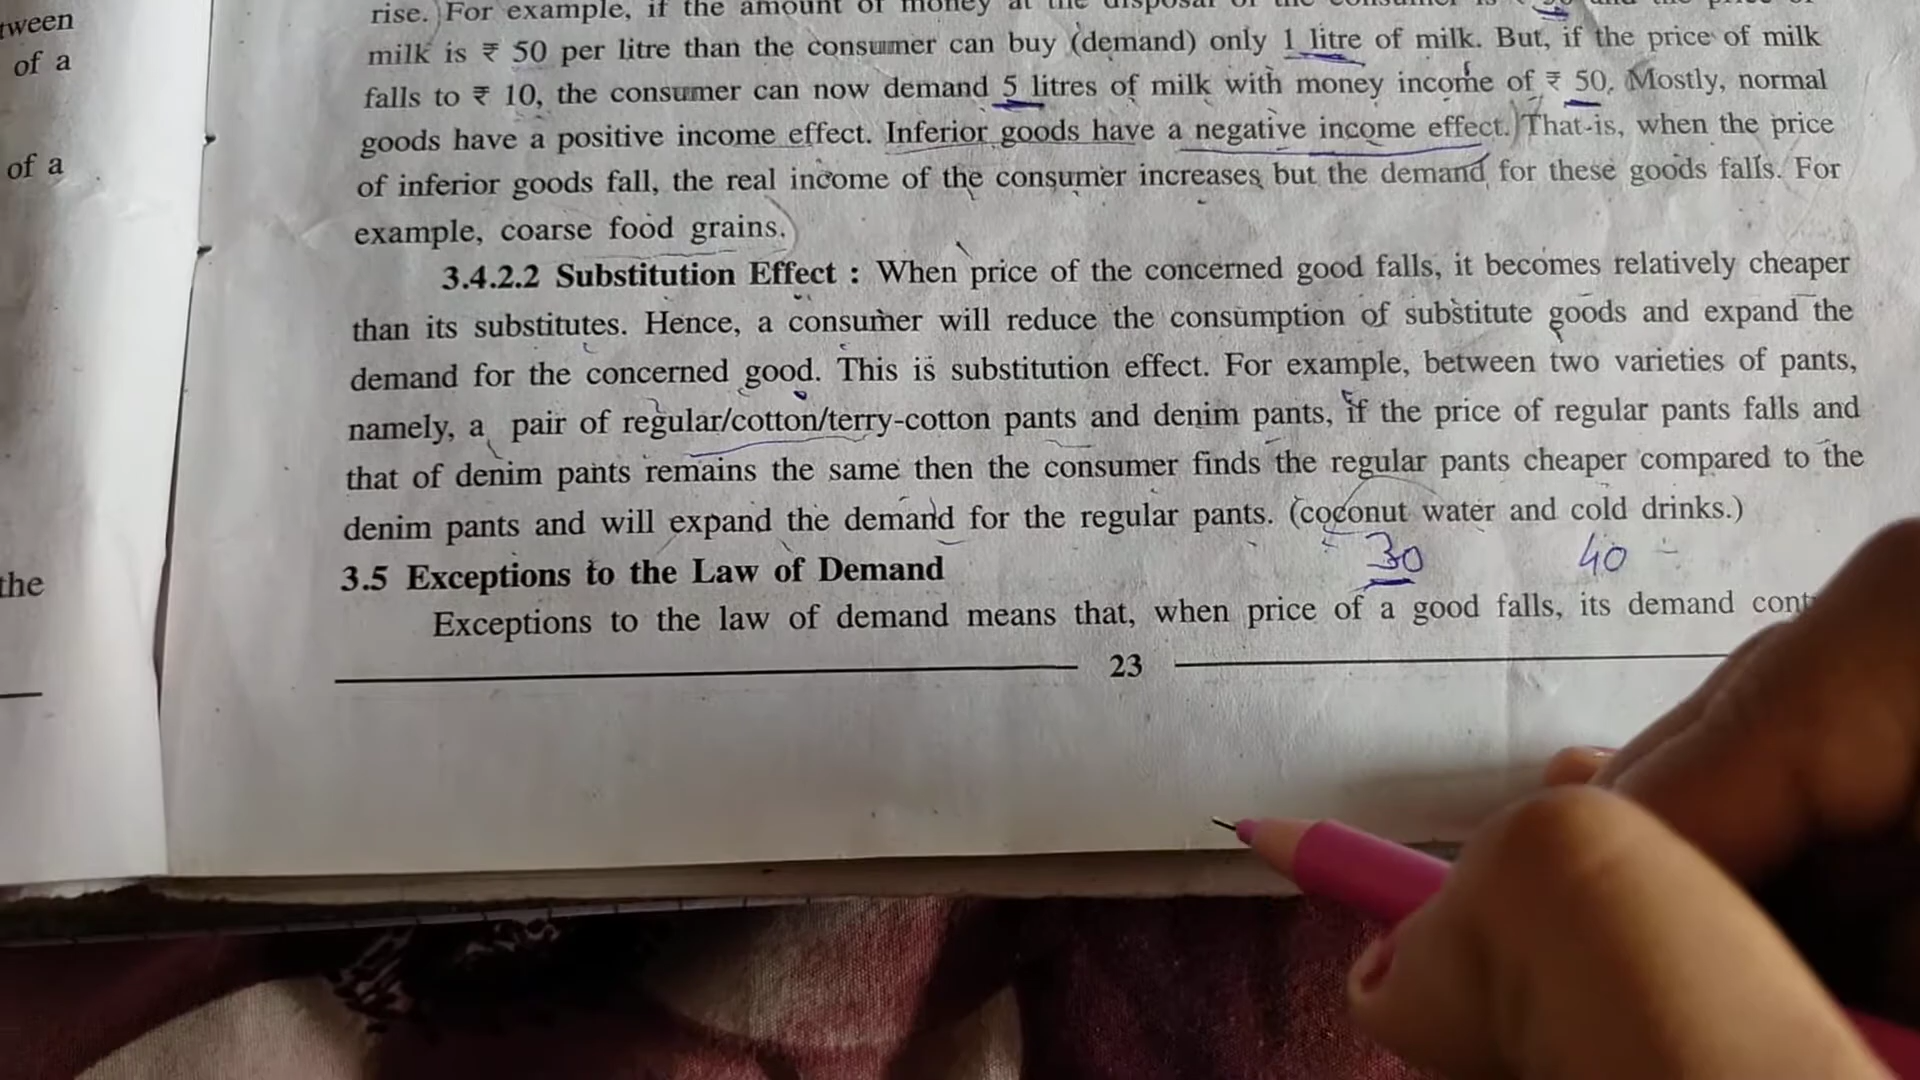 tween
of a
of a
the
rise. For example, if the amount of money at the disposal of the consumer is
milk is ₹ 50 per litre than the consumer can buy (demand) only 1 litre of milk. But, if the price of milk
falls to ₹ 10, the consumer can now demand 5 litres of milk with money income of ₹ 50. Mostly, normal
goods have a positive income effect. Inferior goods have a negative income effect. That is, when the price
of inferior goods fall, the real income of the consumer increases but the demand for these goods falls. For
example, coarse food grains.
3.4.2.2 Substitution Effect : When price of the concerned good falls, it becomes relatively cheaper
than its substitutes. Hence, a consumer will reduce the consumption of substitute goods and expand the
demand for the concerned good. This is substitution effect. For example, between two varieties of pants,
namely, a pair of regular/cotton/terry-cotton pants and denim pants, if the price of regular pants falls and
that of denim pants remains the same then the consumer finds the regular pants cheaper compared to the
denim pants and will expand the demand for the regular pants. (coconut water and cold drinks.)
30 40
3.5 Exceptions to the Law of Demand
Exceptions to the law of demand means that, when price of a good falls, its demand
23